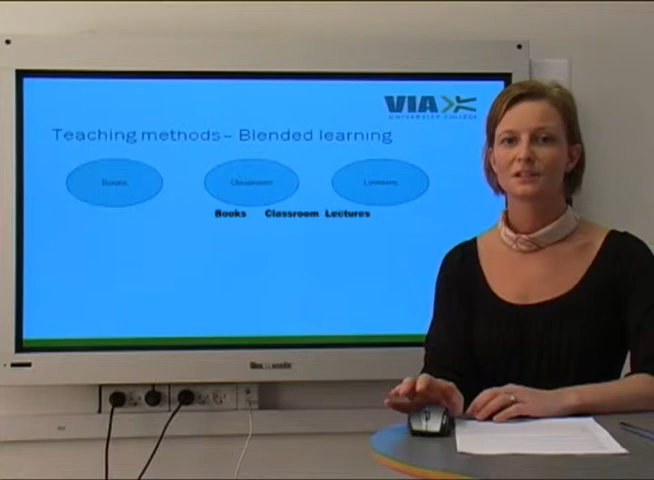 VIA
UNIVERSITY COLLEGE
Teaching methods – Blended learning
Books Classroom Lectures
Books Classroom Lectures